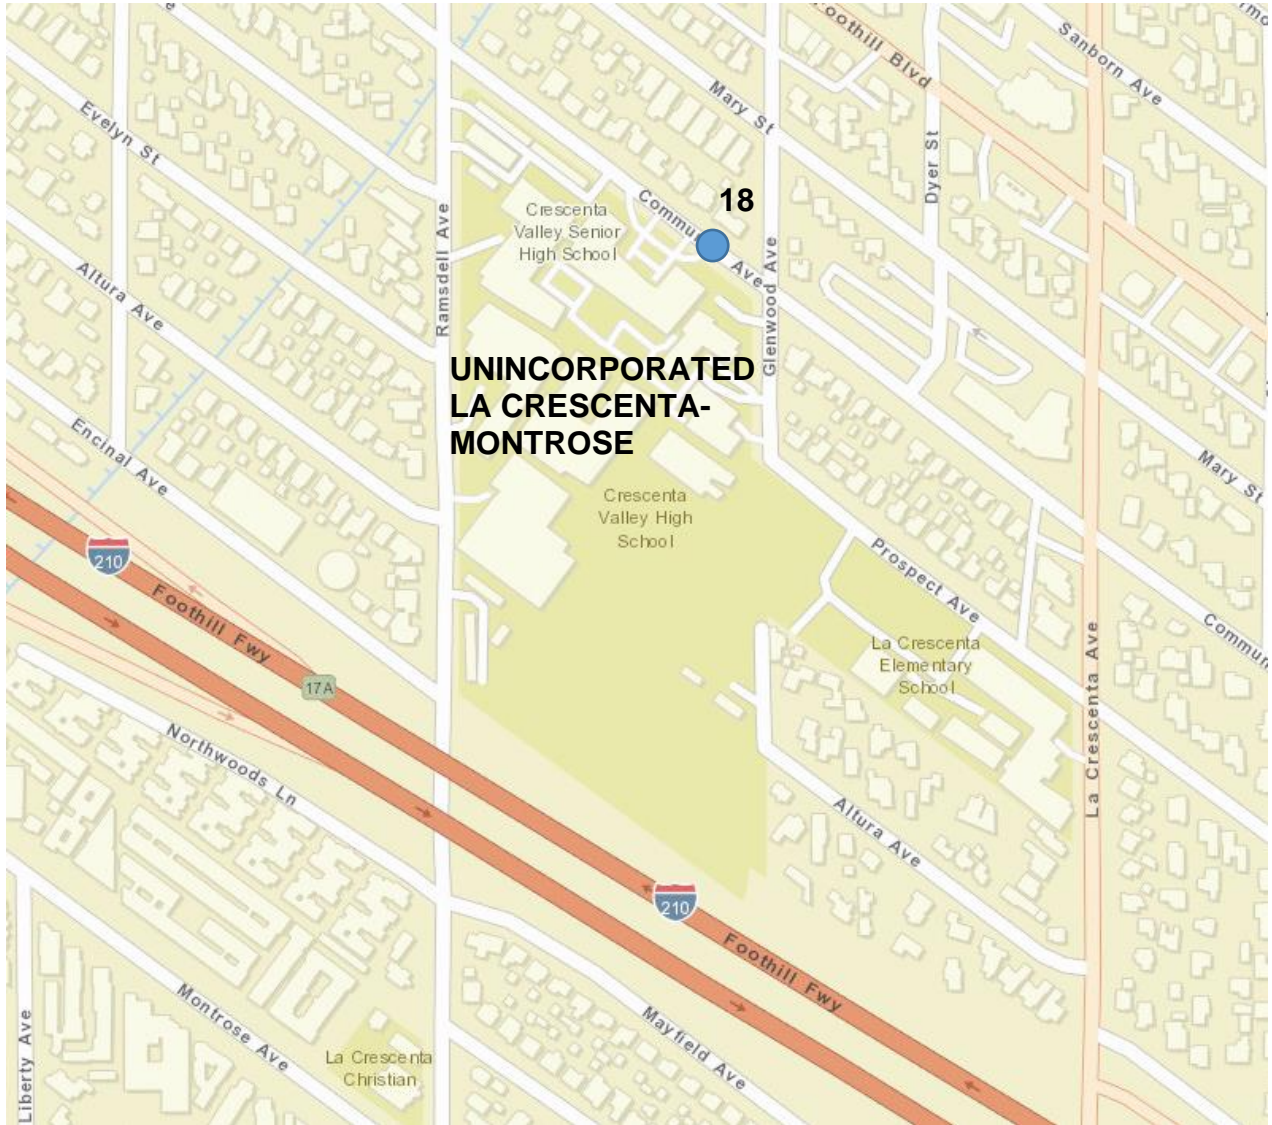 Foothill Blvd
Sanborn Ave
Mary St
Evelyn St
Dyer St
18
Crescenta
Valley Senior
High School
Commu
Ave
Ramsdell Ave
Glenwood Ave
Altura Ave
UNINCORPORATED
LA CRESCENTA-
MONTROSE
Encinal Ave
Mary St
Crescenta
Valley High
School
210
Prospect Ave
Foothill Fwy
Commun
La Crescenta
Elementary
School
La Crescenta Ave
17A
Northwoods Ln
Altura Ave
210
Foothill Fwy
Montrose Ave
Mayfield Ave
Liberty Ave
La Crescenta
Christian